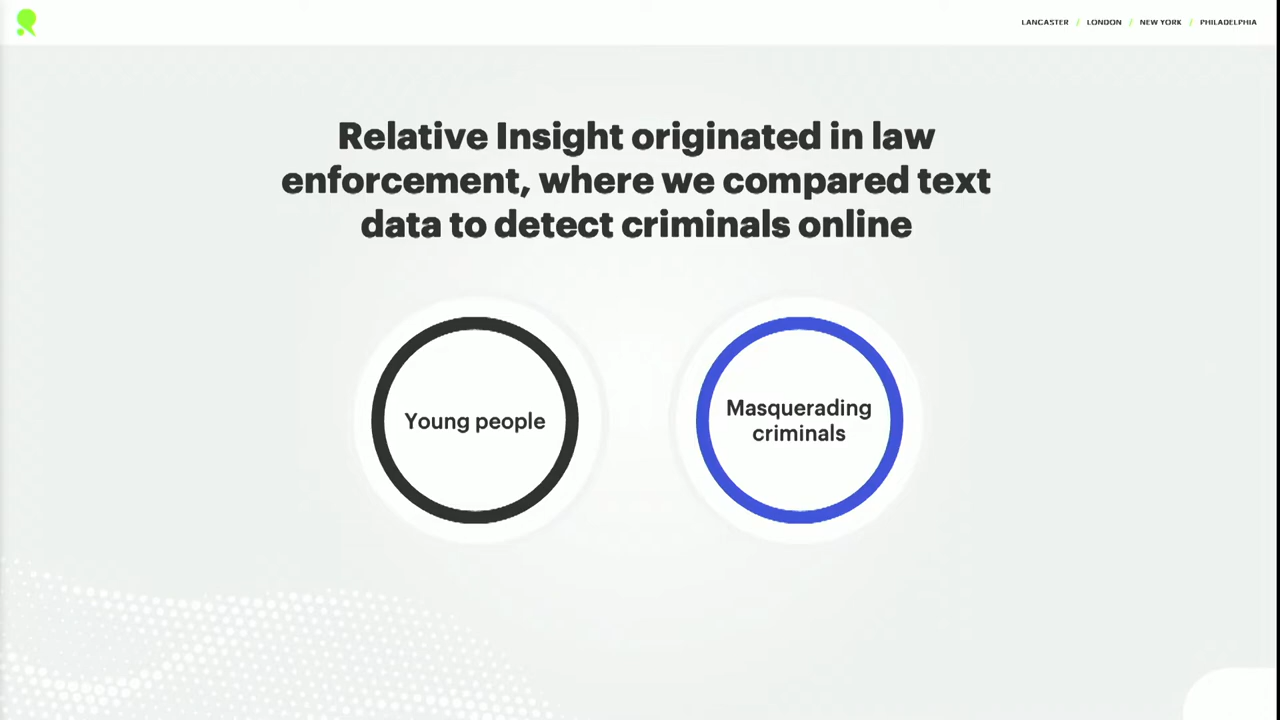 LANCASTER / LONDON / NEW YORK / PHILADELPHIA
Relative Insight originated in law
enforcement, where we compared text
data to detect criminals online
Young people
Masquerading
criminals